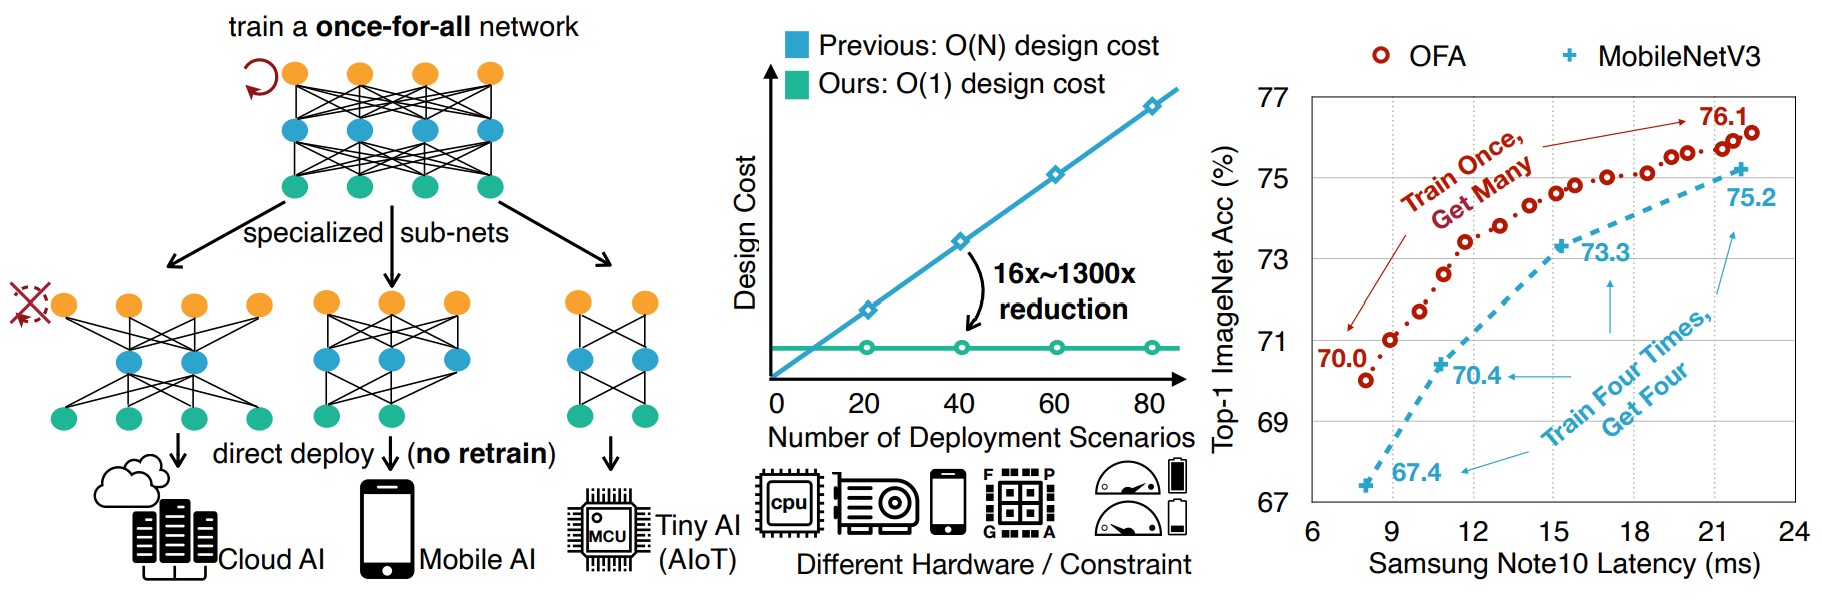 train a once-for-all network
specialized sub-nets
direct deploy (no retrain)
Cloud AI
Mobile AI
MCU
Tiny AI
(AIoT)
Previous: O(N) design cost
Ours: O(1) design cost
Design Cost
16x~1300x
reduction
0 20 40 60 80
Number of Deployment Scenarios
cpu
F P
G A
Different Hardware / Constraint
OFA MobileNetV3
Top-1 ImageNet Acc (%)
77
75
73
71
69
67
76.1
Train Once,
Get Many
75.2
73.3
70.0
70.4
Train Four Times,
Get Four
67.4
6 9 12 15 18 21 24
Samsung Note10 Latency (ms)